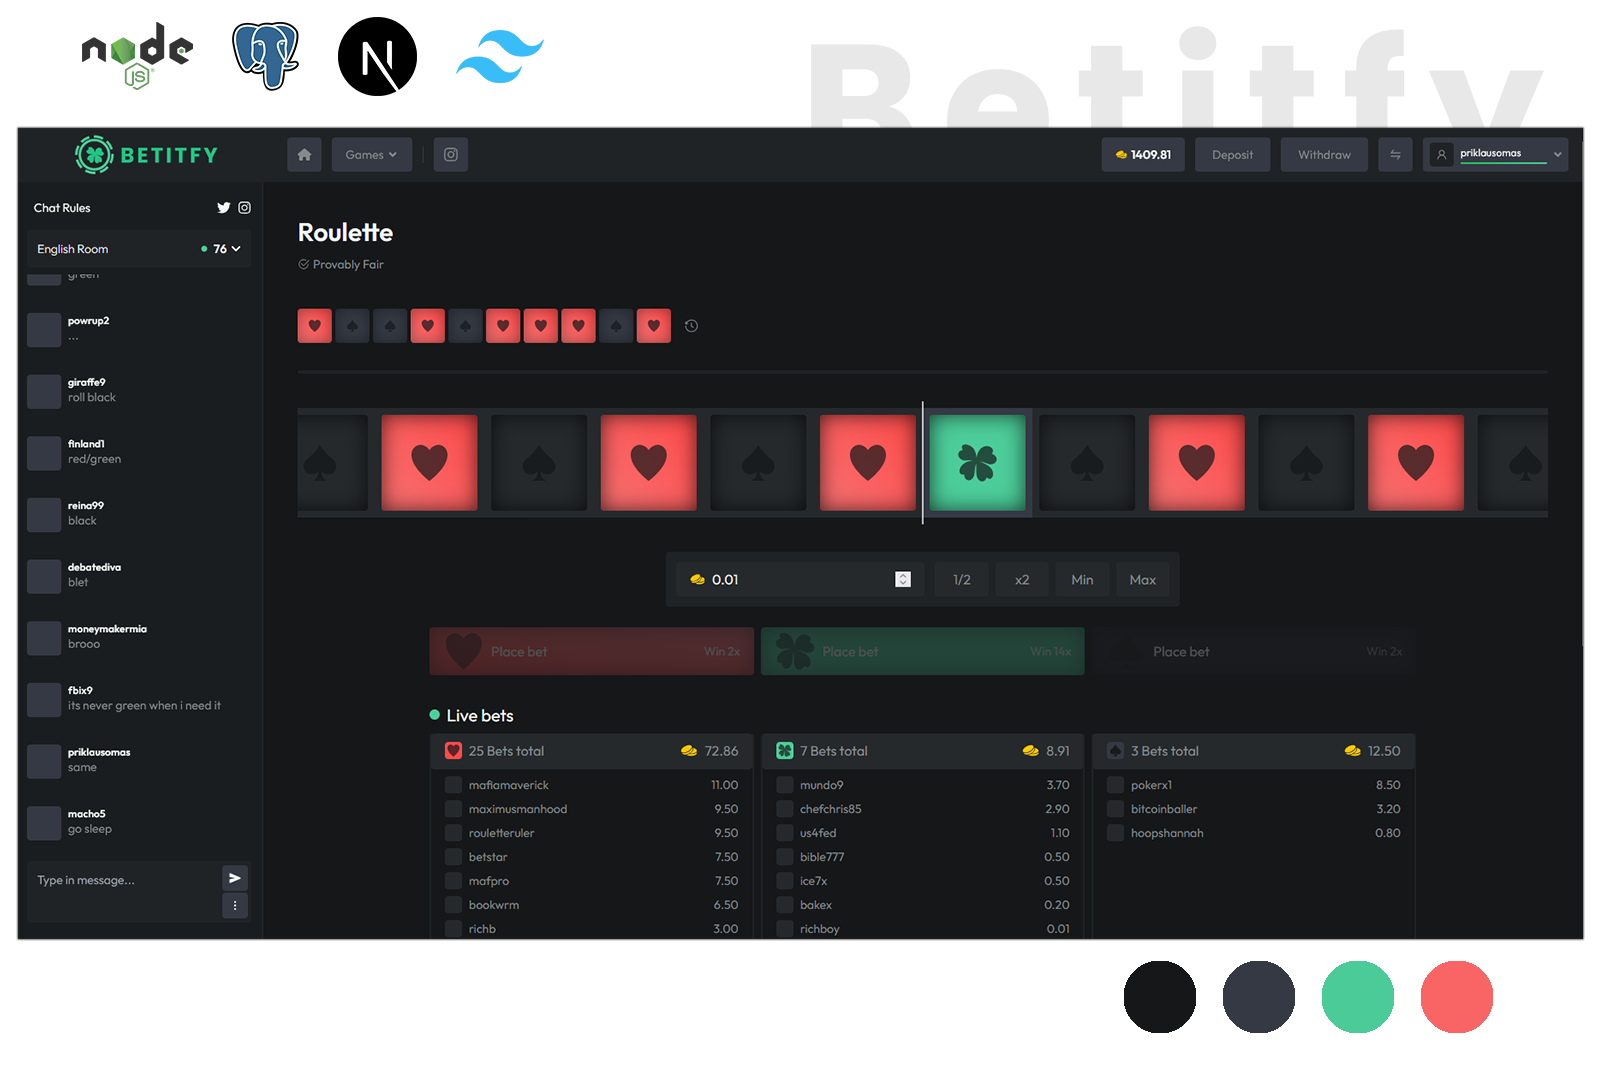 node
JS
N
Betitfy
BETITFY
Games
1409.81
Deposit
Withdraw
priklausomas
Chat Rules
English Room
76
green
powrup2
...
giraffe9
roll black
finland1
red/green
reina99
black
debatediva
blet
moneymakermia
brooo
fbix9
its never green when i need it
priklausomas
same
macho5
go sleep
Type in message...
Roulette
Provably Fair
0.01
1/2
x2
Min
Max
Place bet
Win 2x
Place bet
Win 14x
Place bet
Win 2x
Live bets
25 Bets total
72.86
mafiamaverick
11.00
maximusmanhood
9.50
rouletteruler
9.50
betstar
7.50
mafpro
7.50
bookwrm
6.50
richb
3.00
7 Bets total
8.91
mundo9
3.70
chefchris85
2.90
us4fed
1.10
bible777
0.50
ice7x
0.50
bakex
0.20
richboy
0.01
3 Bets total
12.50
pokerx1
8.50
bitcoinballer
3.20
hoopshannah
0.80